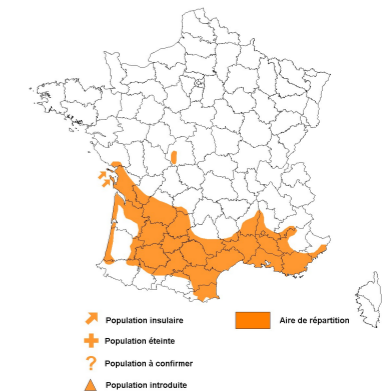 Population insulaire
Aire de répartition
Population éteinte
? Population à confirmer
Population introduite